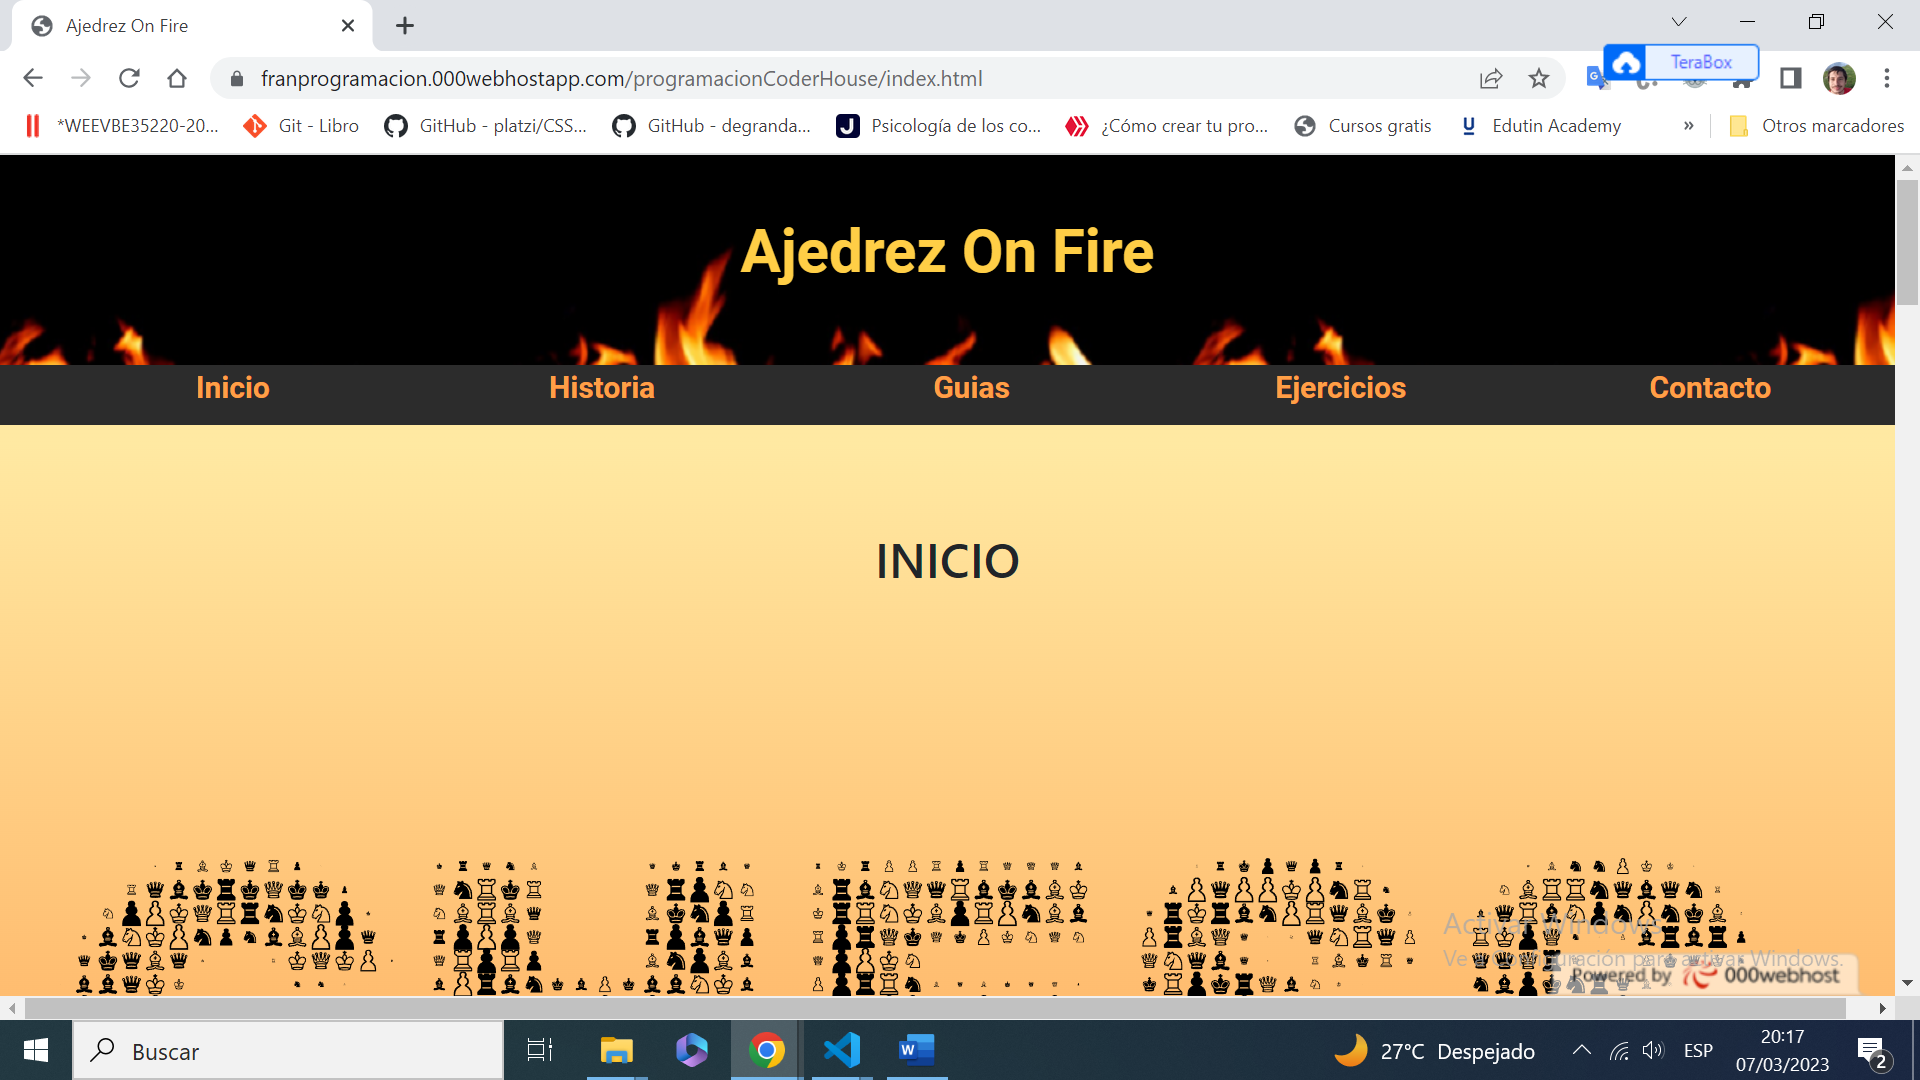 Ajedrez On Fire
franprogramacion.000webhostapp.com/programacionCoderHouse/index.html
TeraBox
*WEEVBE35220-20...
Git - Libro
GitHub - platzi/CSS...
GitHub - degranda...
Psicología de los co...
¿Cómo crear tu pro...
Cursos gratis
Edutin Academy
»
Otros marcadores
Ajedrez On Fire
Inicio
Historia
Guias
Ejercicios
Contacto
INICIO
Activar Windows
Ve a Configuración para activar Windows.
Powered by 000webhost
Buscar
27°C Despejado
ESP
20:17
07/03/2023
2